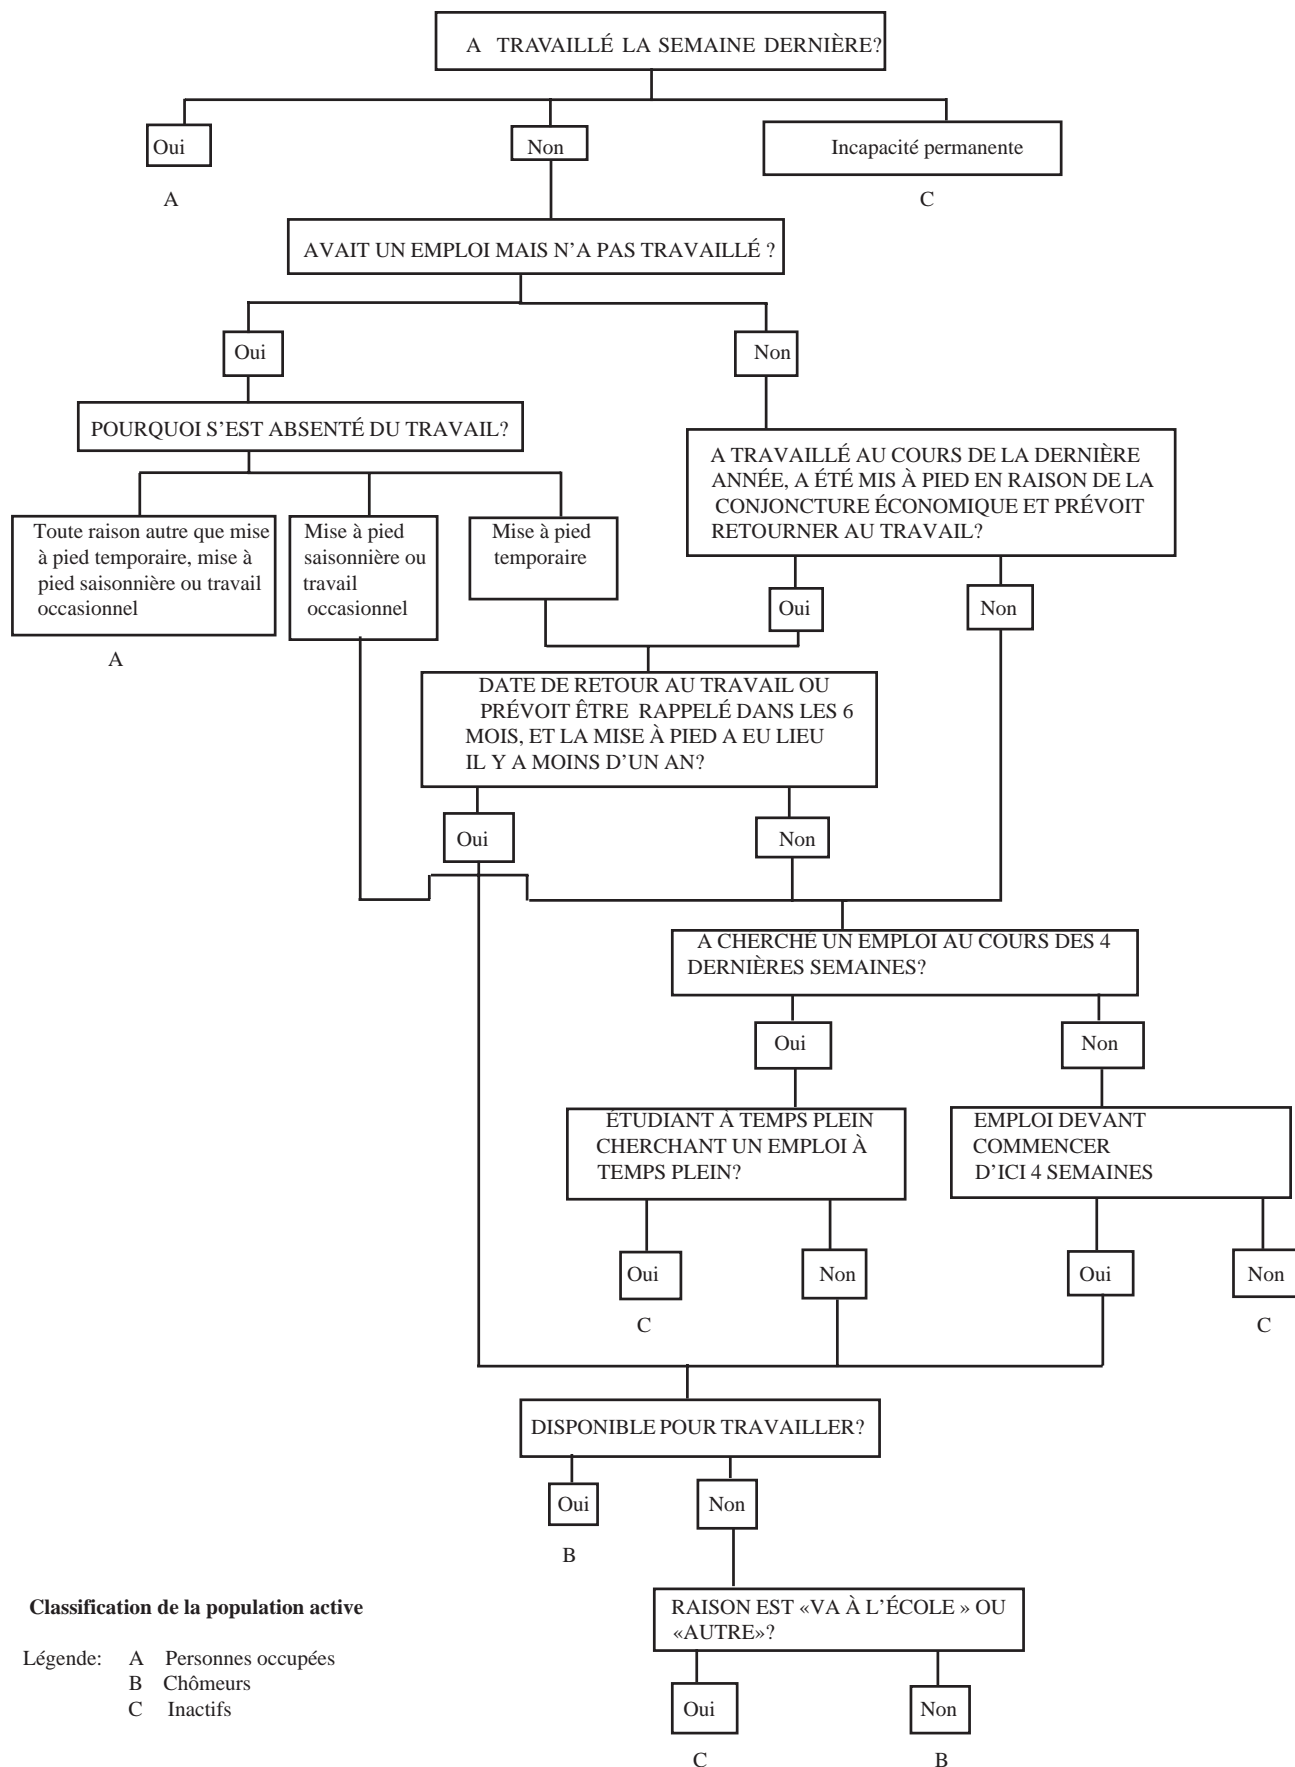 A TRAVAILLÉ LA SEMAINE DERNIÈRE?
Oui
Non
Incapacité permanente
A
C
AVAIT UN EMPLOI MAIS N'A PAS TRAVAILLÉ ?
Oui
Non
POURQUOI S'EST ABSENTÉ DU TRAVAIL?
A TRAVAILLÉ AU COURS DE LA DERNIÈRE
ANNÉE, A ÉTÉ MIS À PIED EN RAISON DE LA
CONJONCTURE ÉCONOMIQUE ET PRÉVOIT
RETOURNER AU TRAVAIL?
Toute raison autre que mise
à pied temporaire, mise à
pied saisonnière ou travail
occasionnel
Mise à pied
saisonnière ou
travail
occasionnel
Mise à pied
temporaire
Oui
Non
A
DATE DE RETOUR AU TRAVAIL OU
PRÉVOIT ÊTRE RAPPELÉ DANS LES 6
MOIS, ET LA MISE À PIED A EU LIEU
IL Y A MOINS D'UN AN?
Oui
Non
A CHERCHÉ UN EMPLOI AU COURS DES 4
DERNIÈRES SEMAINES?
Oui
Non
ÉTUDIANT À TEMPS PLEIN
CHERCHANT UN EMPLOI À
TEMPS PLEIN?
EMPLOI DEVANT
COMMENCER
D'ICI 4 SEMAINES
Oui
Non
Oui
Non
C
C
DISPONIBLE POUR TRAVAILLER?
Oui
Non
B
RAISON EST «VA À L'ÉCOLE » OU
«AUTRE»?
Oui
Non
C
B
Classification de la population active
Légende: A Personnes occupées
B Chômeurs
C Inactifs